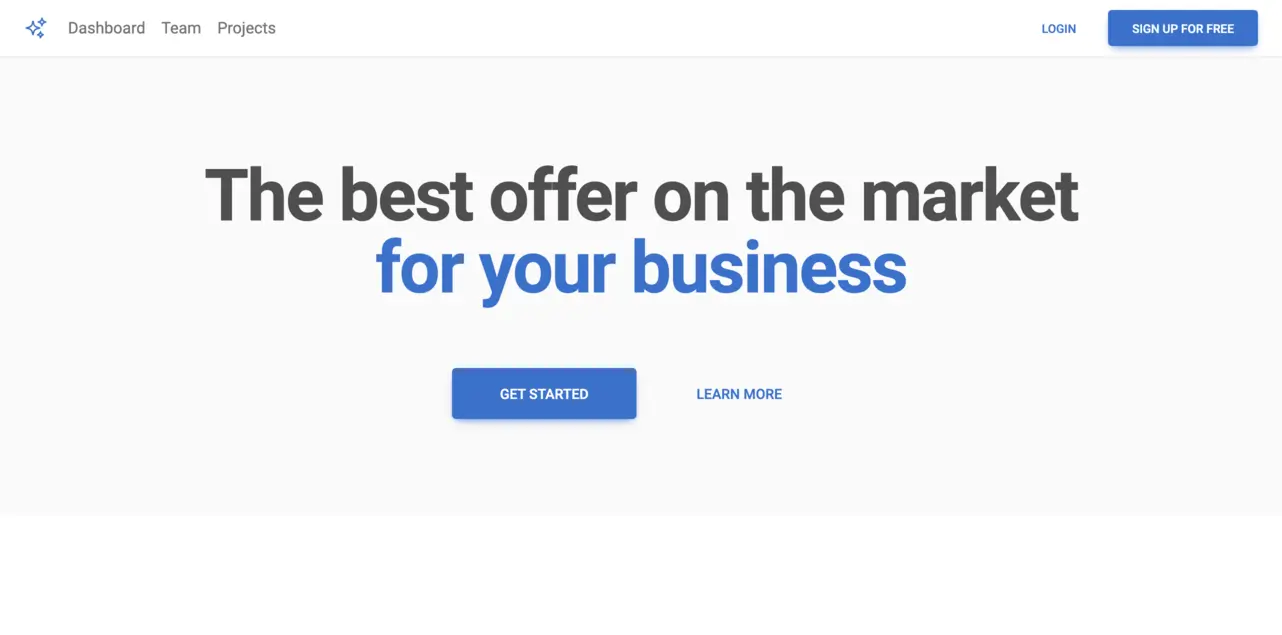 Dashboard Team Projects LOGIN SIGN UP FOR FREE
The best offer on the market
for your business
GET STARTED LEARN MORE